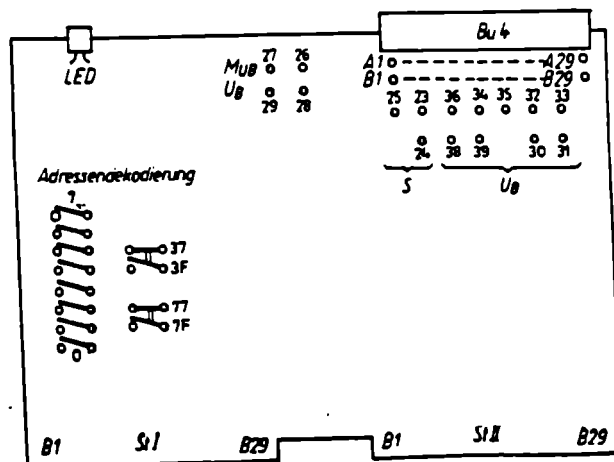 Bu 4
LED
27 26
MUB
UB
29 28
A1 A29
B1 B29
25 23 36 34 35 32 33
24 38 39 30 31
S UB
Adressendekodierung
37
3F
77
7F
B1 St I B29 B1 St II B29